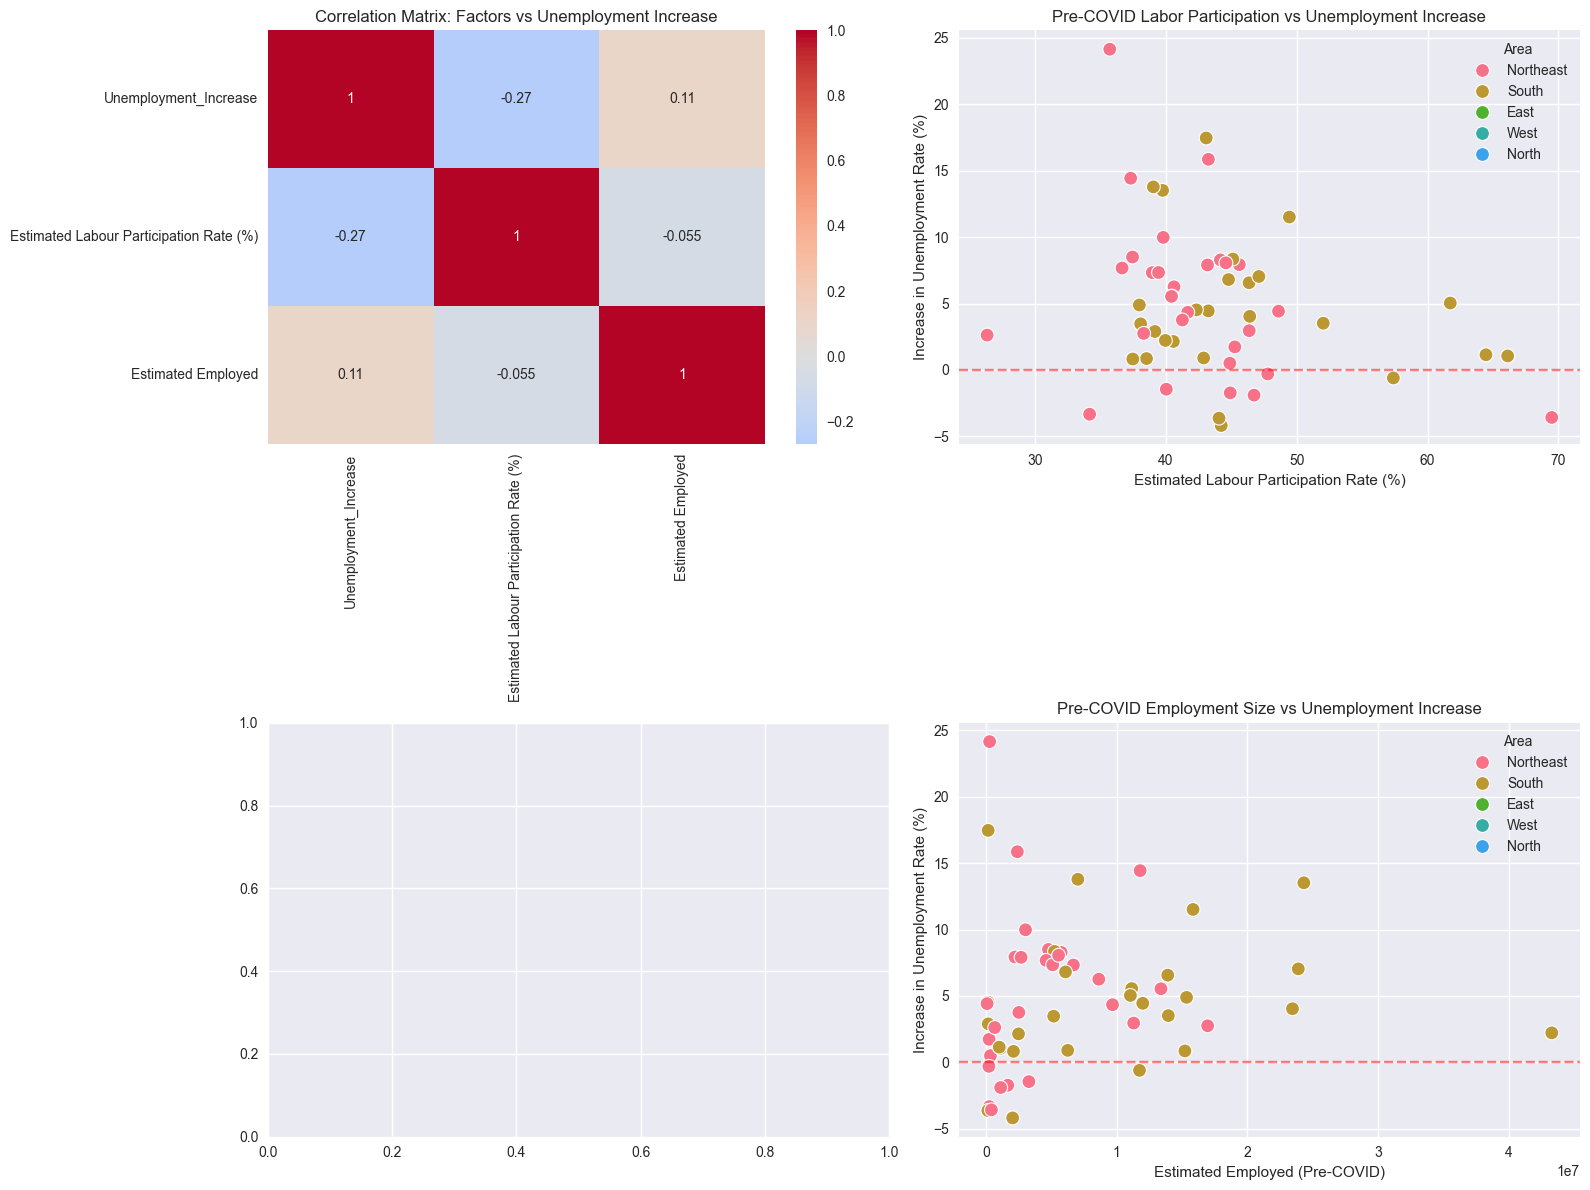 Correlation Matrix: Factors vs Unemployment Increase
Unemployment_Increase
Estimated Labour Participation Rate (%)
Estimated Employed
1
-0.27
0.11
-0.27
1
-0.055
0.11
-0.055
1
Unemployment_Increase
Estimated Labour Participation Rate (%)
Estimated Employed
1.0
0.8
0.6
0.4
0.2
0.0
−0.2
Pre-COVID Labor Participation vs Unemployment Increase
Increase in Unemployment Rate (%)
25
20
15
10
5
0
−5
Area
Northeast
South
East
West
North
30
40
50
60
70
Estimated Labour Participation Rate (%)
1.0
0.8
0.6
0.4
0.2
0.0
0.0
0.2
0.4
0.6
0.8
1.0
Pre-COVID Employment Size vs Unemployment Increase
Increase in Unemployment Rate (%)
25
20
15
10
5
0
−5
Area
Northeast
South
East
West
North
0
1
2
3
4
1e7
Estimated Employed (Pre-COVID)